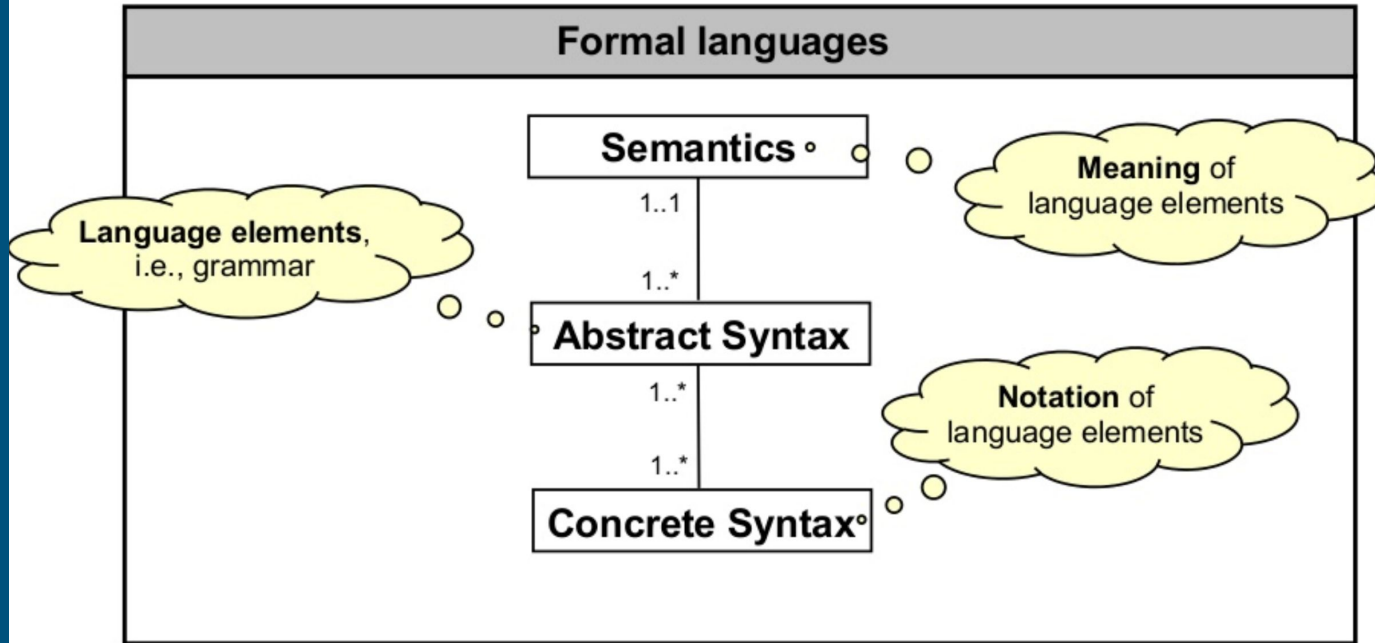 Formal languages
Semantics
Meaning of
language elements
1..1
Language elements,
i.e., grammar
1..*
Abstract Syntax
1..*
Notation of
language elements
1..*
Concrete Syntax